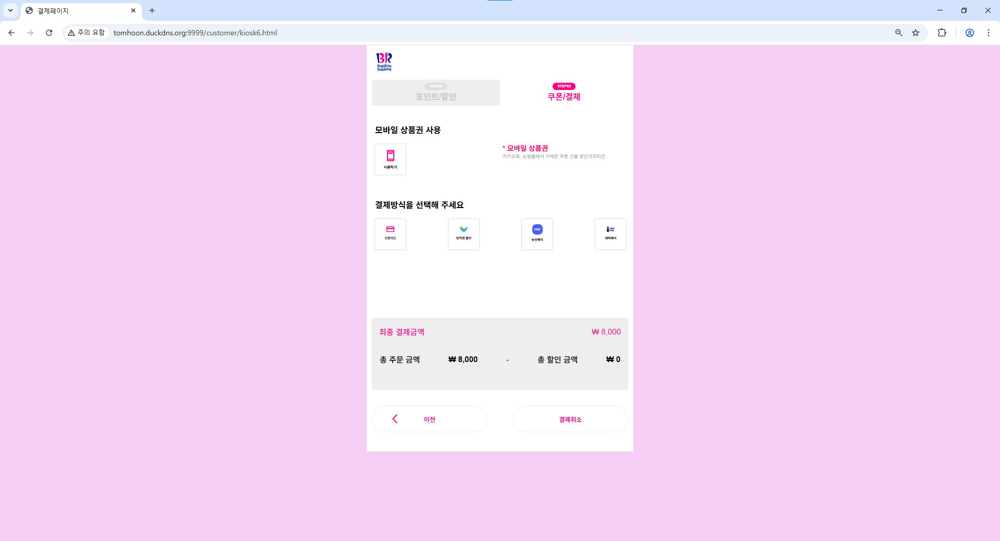 결제페이지
주의 요함
tomhoon.duckdns.org:9999/customer/kiosk6.html
BR
baskin
robbins
STEP01
포인트/할인
STEP02
쿠폰/결제
모바일 상품권 사용
사용하기
* 모바일 상품권
카카오톡, 쇼핑몰에서 구매한 쿠폰 선물 받은키프티콘
결제방식을 선택해 주세요
신용카드
임직원 할인
PAY
삼성페이
해피페이
최종 결제금액
₩ 8,000
총 주문 금액
₩ 8,000
-
총 할인 금액
₩ 0
이전
결제취소